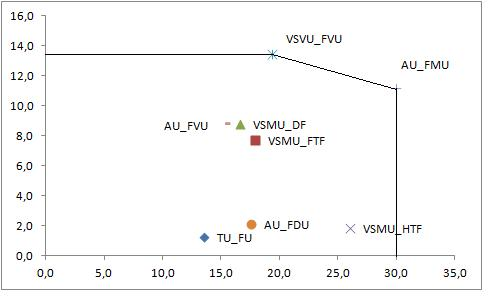 16,0
14,0
12,0
10,0
8,0
6,0
4,0
2,0
0,0
VSVU_FVU
AU_FMU
AU_FVU
VSMU_DF
VSMU_FTF
AU_FDU
VSMU_HTF
TU_FU
0,0 5,0 10,0 15,0 20,0 25,0 30,0 35,0